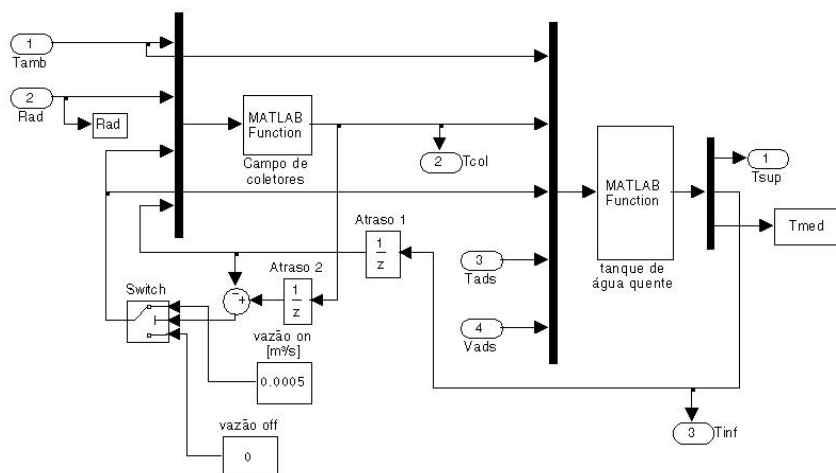 1
Tamb
2
Rad
Rad
MATLAB
Function
Campo de
coletores
2
Tcol
MATLAB
Function
tanque de
água quente
1
Tsup
Tmed
Atraso 1
1
z
Atraso 2
1
z
- +
Switch
3
Tads
4
Vads
vazão on
[m³/s]
0.0005
vazão off
0
3
Tinf